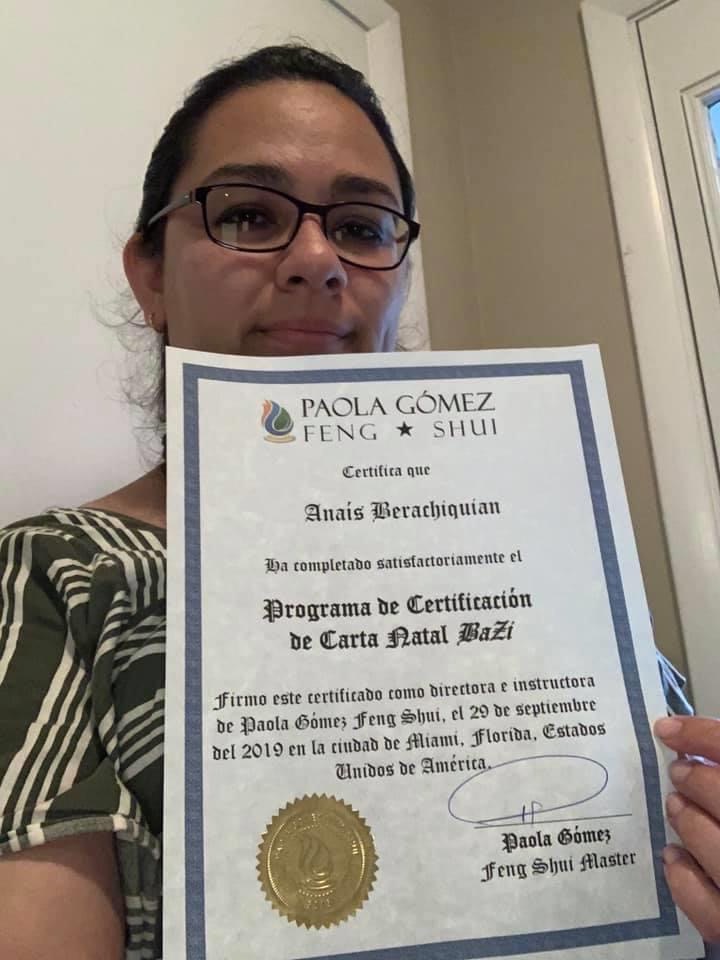 PAOLA GÓMEZ
FENG ★ SHUI
Certifica que
Anaís Berachiquian
Ha completado satisfactoriamente el
Programa de Certificación
de Carta Natal BaZi
Firmo este certificado como directora e instructora
de Paola Gómez Feng Shui, el 29 de septiembre
del 2019 en la ciudad de Miami, Florida, Estados
Unidos de América.
Paola Gómez
Feng Shui Master